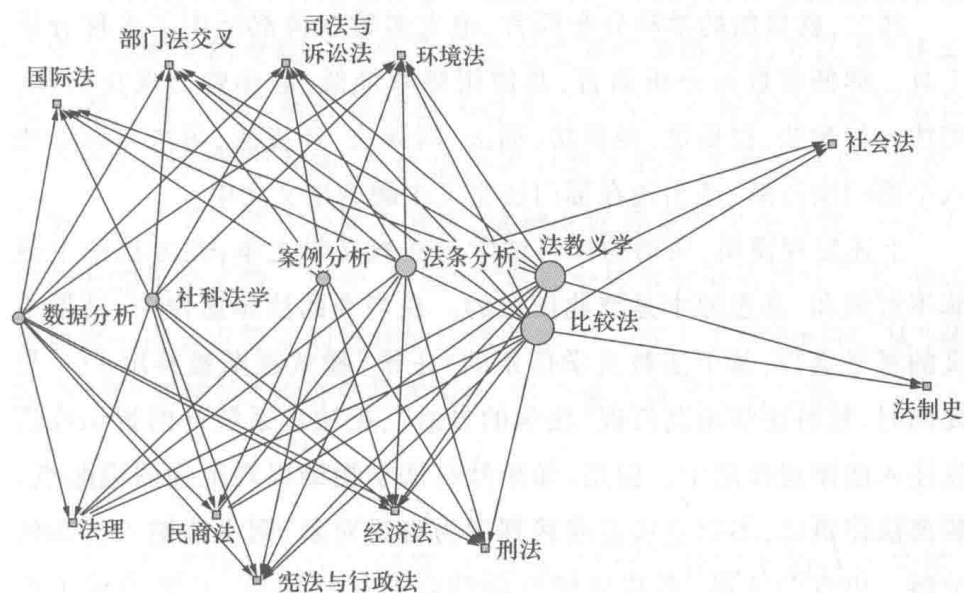 司法与
诉讼法
部门法交叉
环境法
国际法
社会法
法教义学
案例分析
法条分析
社科法学
数据分析
比较法
法制史
法理
民商法
经济法
刑法
宪法与行政法